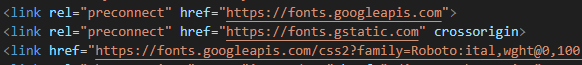 <link rel="preconnect" href="https://fonts.googleapis.com">
<link rel="preconnect" href="https://fonts.gstatic.com" crossorigin>
<link href="https://fonts.googleapis.com/css2?family=Roboto:ital,wght@0,100